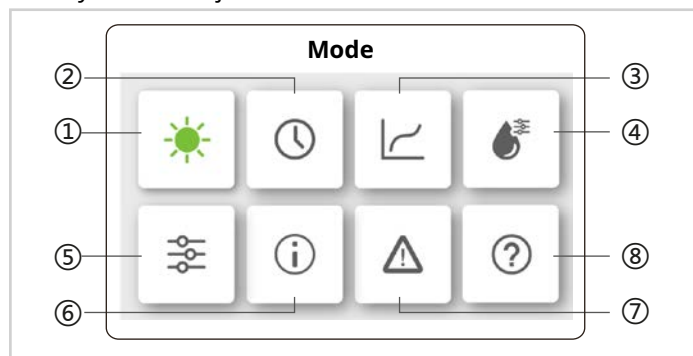 Mode
② ③
① ④
⑤ ⑧
⑥ ⑦